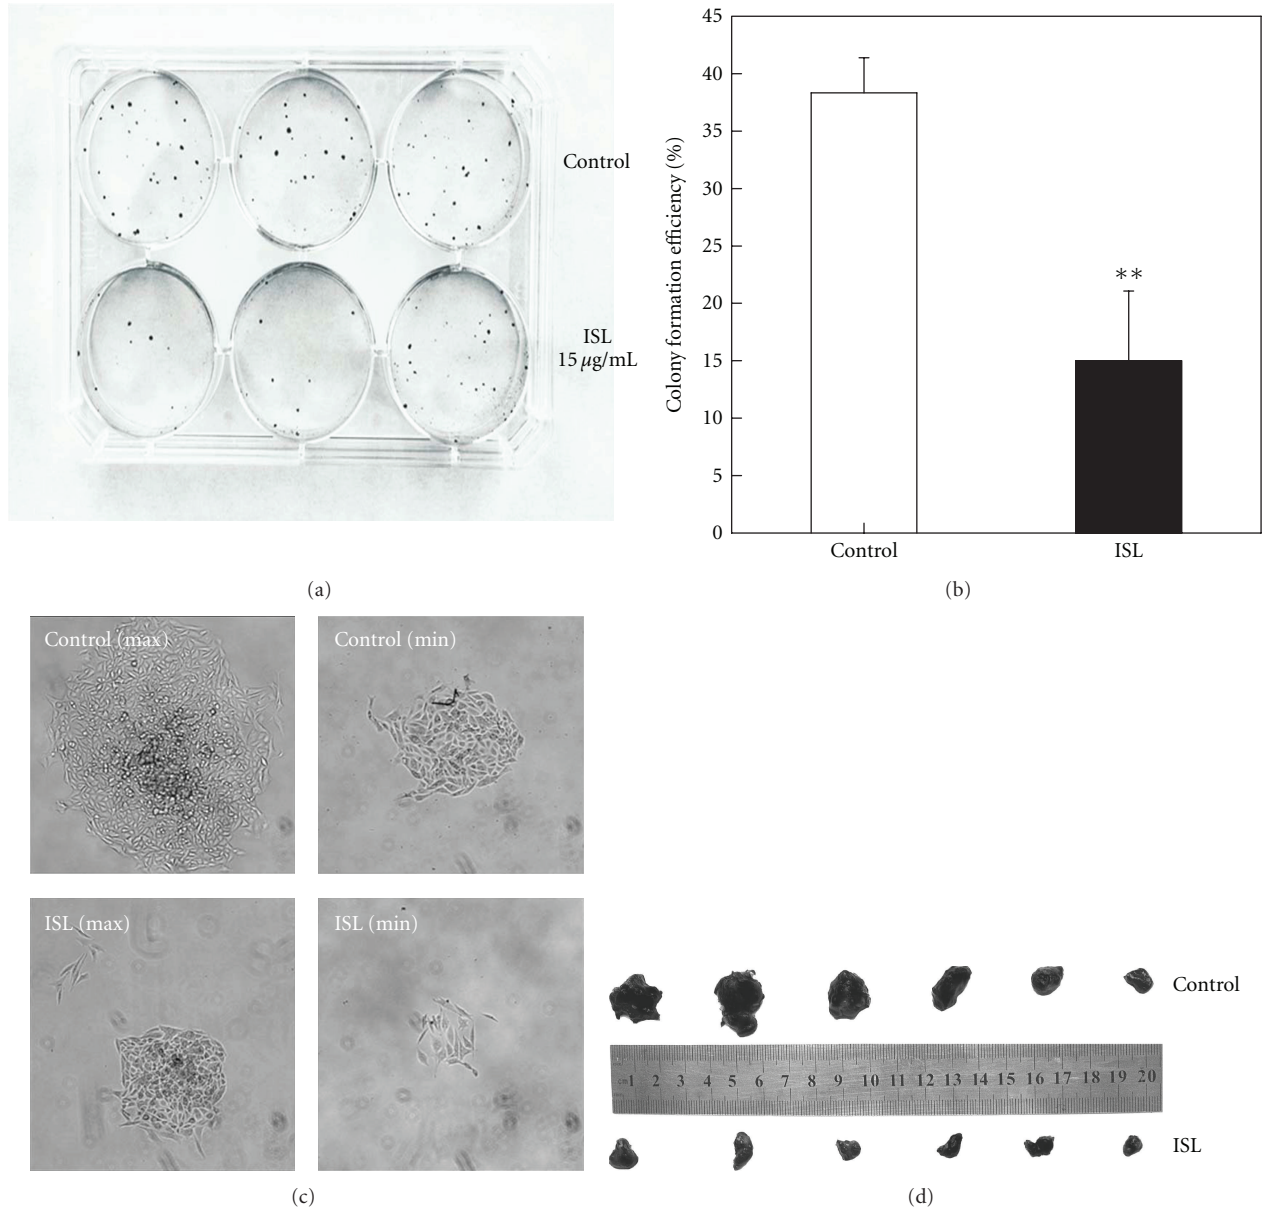 Control
ISL
15 μg/mL
(a)
45
40
35
30
25
20
15
10
5
0
Colony formation efficiency (%)
**
Control
ISL
(b)
Control (max)
Control (min)
ISL (max)
ISL (min)
(c)
Control
cm 1 2 3 4 5 6 7 8 9 10 11 12 13 14 15 16 17 18 19 20
ISL
(d)